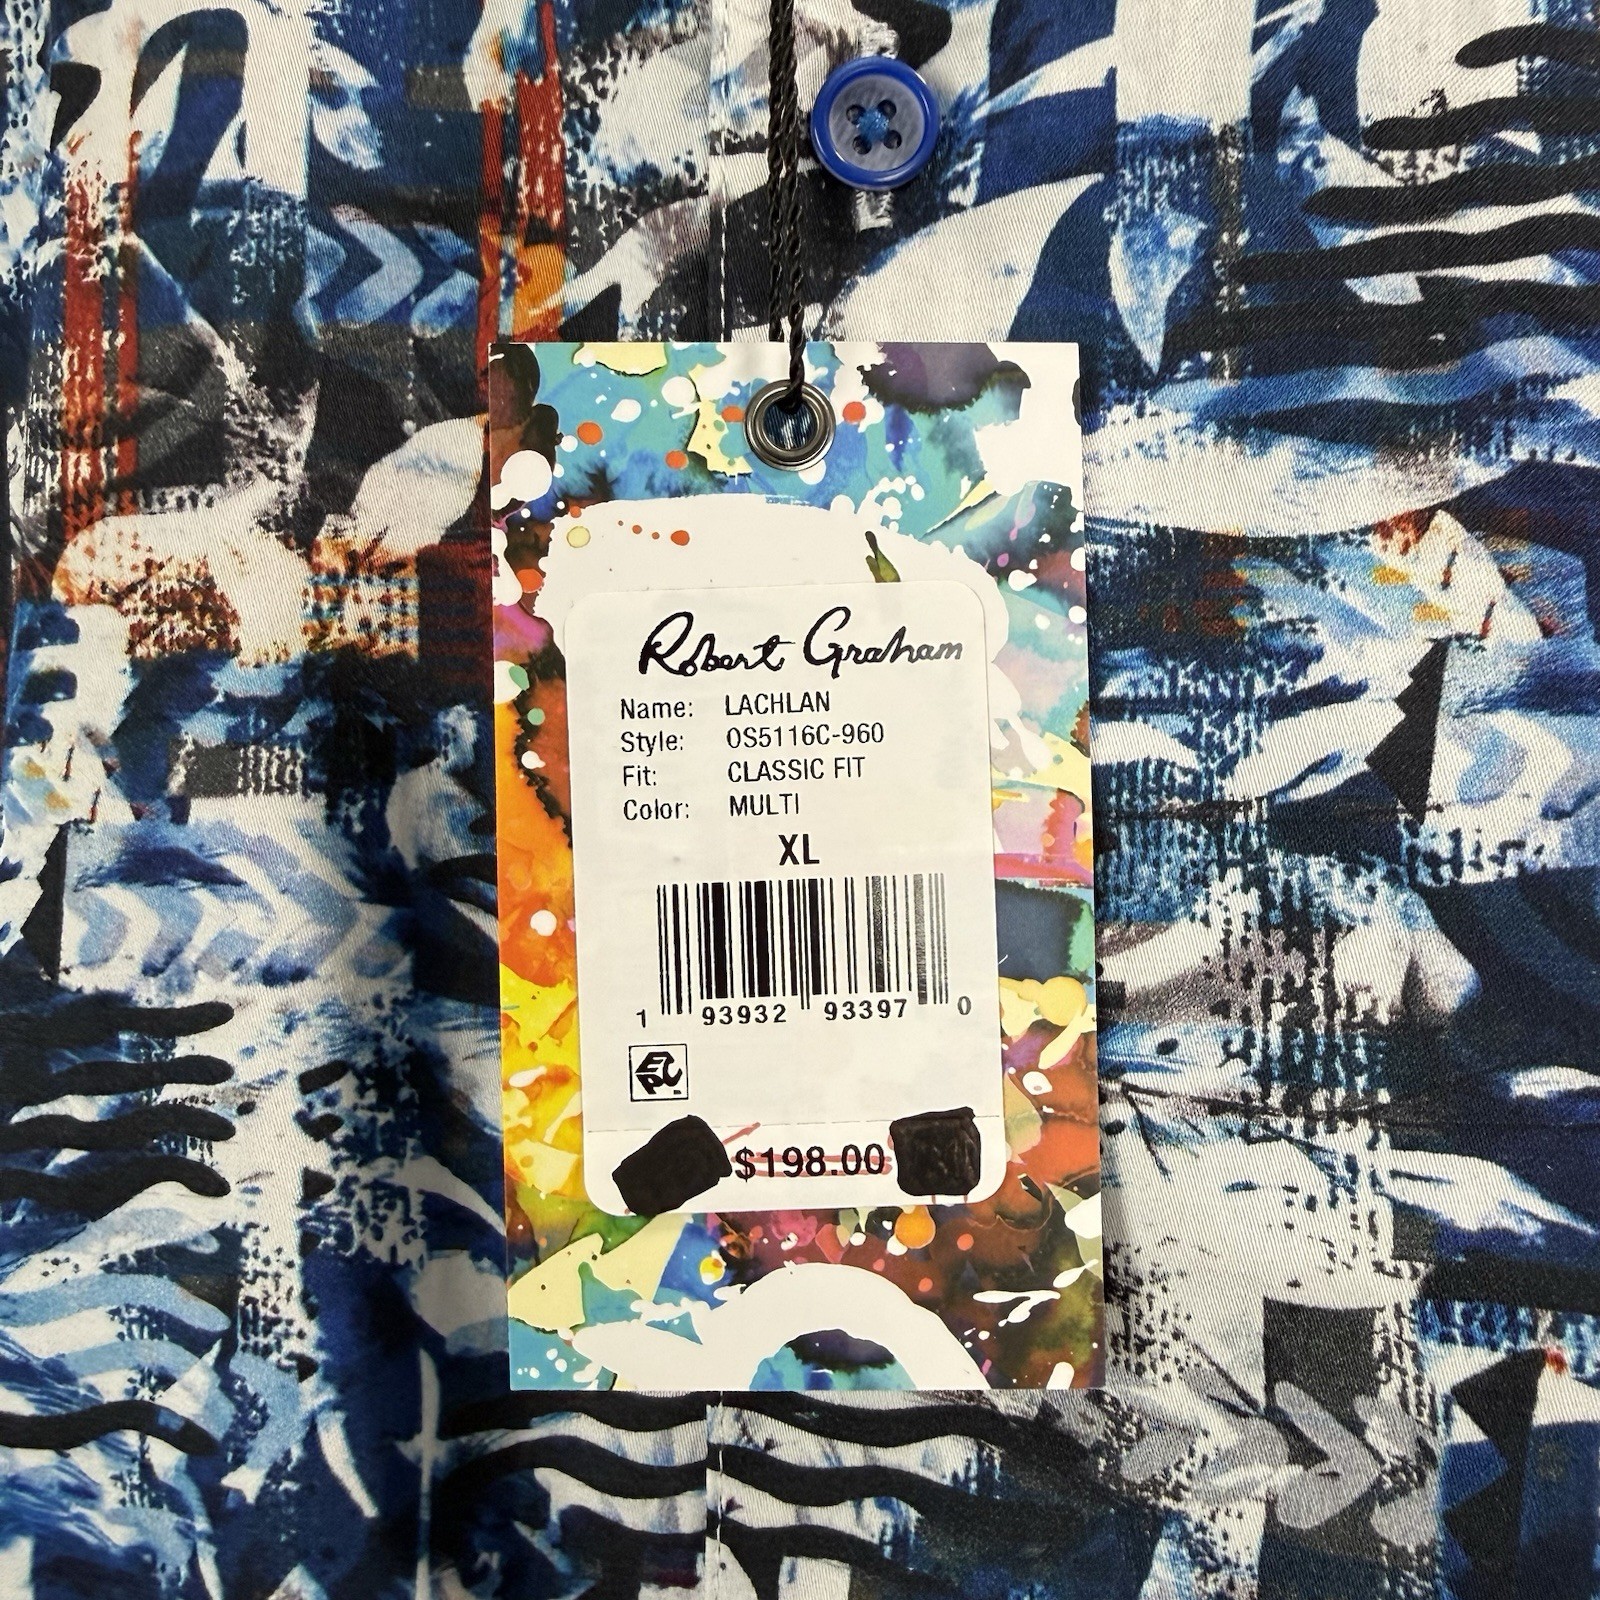 Robert Graham
Name: LACHLAN
Style: OS5116C-960
Fit: CLASSIC FIT
Color: MULTI
XL
1 93932 93397 0
EPC
$198.00